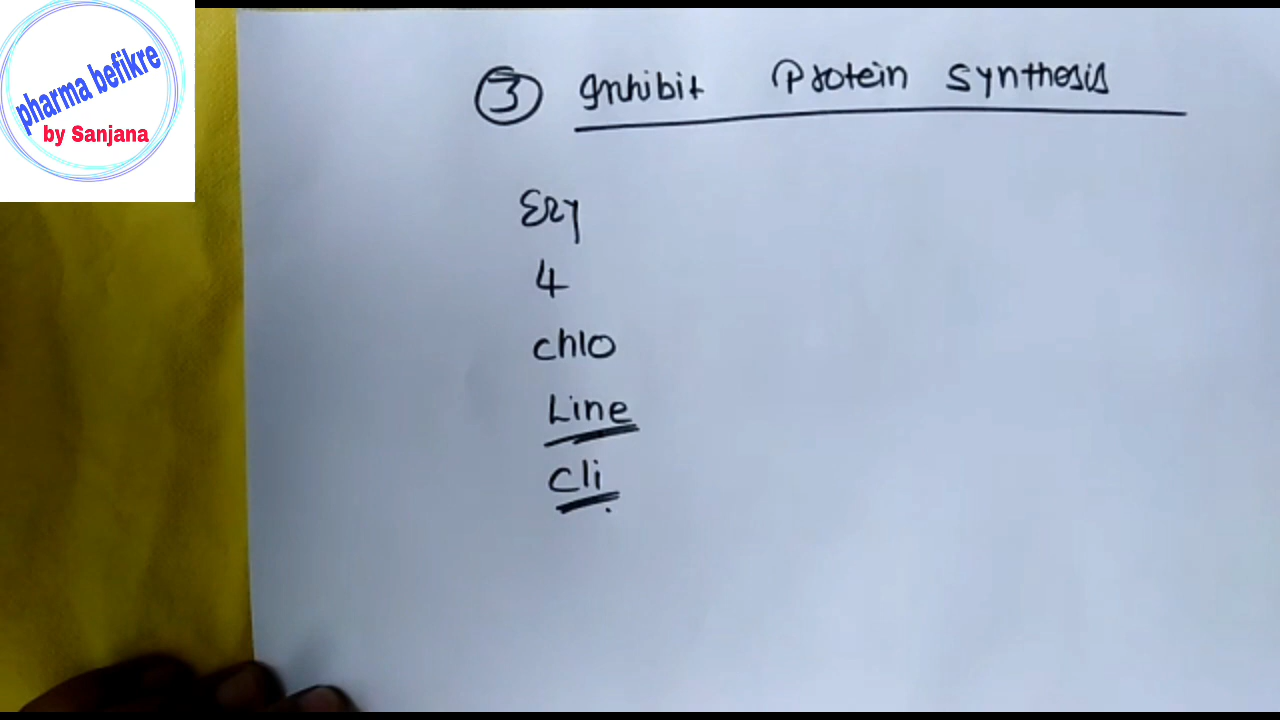 pharma befikre
by Sanjana
3 Inhibit Protein Synthesis
Ery
4
chlo
Line
Cli